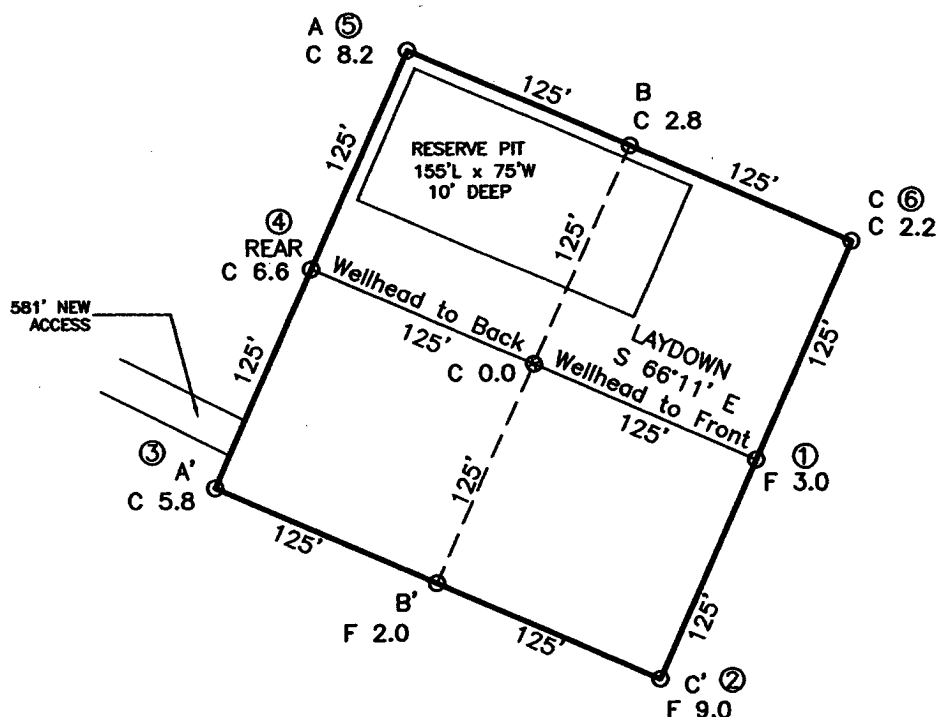 A ⑤
C 8.2
125'
B
C 2.8
125'
RESERVE PIT
155'L x 75'W
10' DEEP
125'
125'
C ⑥
C 2.2
④
REAR
C 6.6
Wellhead to Back
125'
581' NEW
ACCESS
LAYDOWN
S 66°11' E
125'
C 0.0
Wellhead to Front
125'
125'
①
F 3.0
③
A'
C 5.8
125'
125'
125'
B'
F 2.0
125'
C' ②
F 9.0